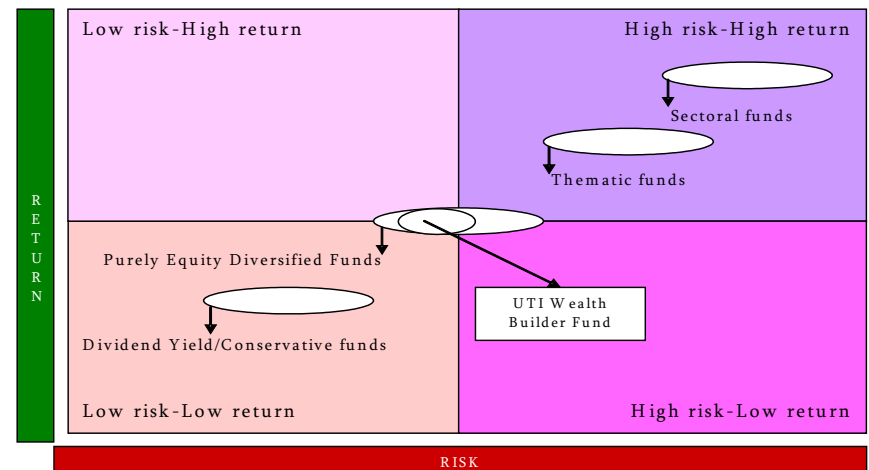 Low risk-High return
High risk-High return
Sectoral funds
Thematic funds
RETURN
Purely Equity Diversified Funds
UTI Wealth
Builder Fund
Dividend Yield/Conservative funds
Low risk-Low return
High risk-Low return
RISK